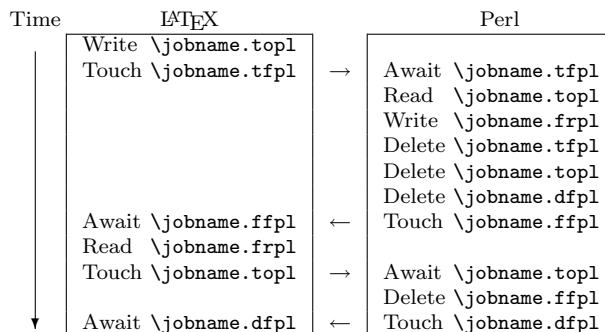 Time LATEX Perl
Write \jobname.topl
Touch \jobname.tfpl → Await \jobname.tfpl
Read \jobname.topl
Write \jobname.frpl
Delete \jobname.tfpl
Delete \jobname.topl
Delete \jobname.dfpl
Await \jobname.ffpl ← Touch \jobname.ffpl
Read \jobname.frpl
Touch \jobname.topl → Await \jobname.topl
Delete \jobname.ffpl
Await \jobname.dfpl ← Touch \jobname.dfpl